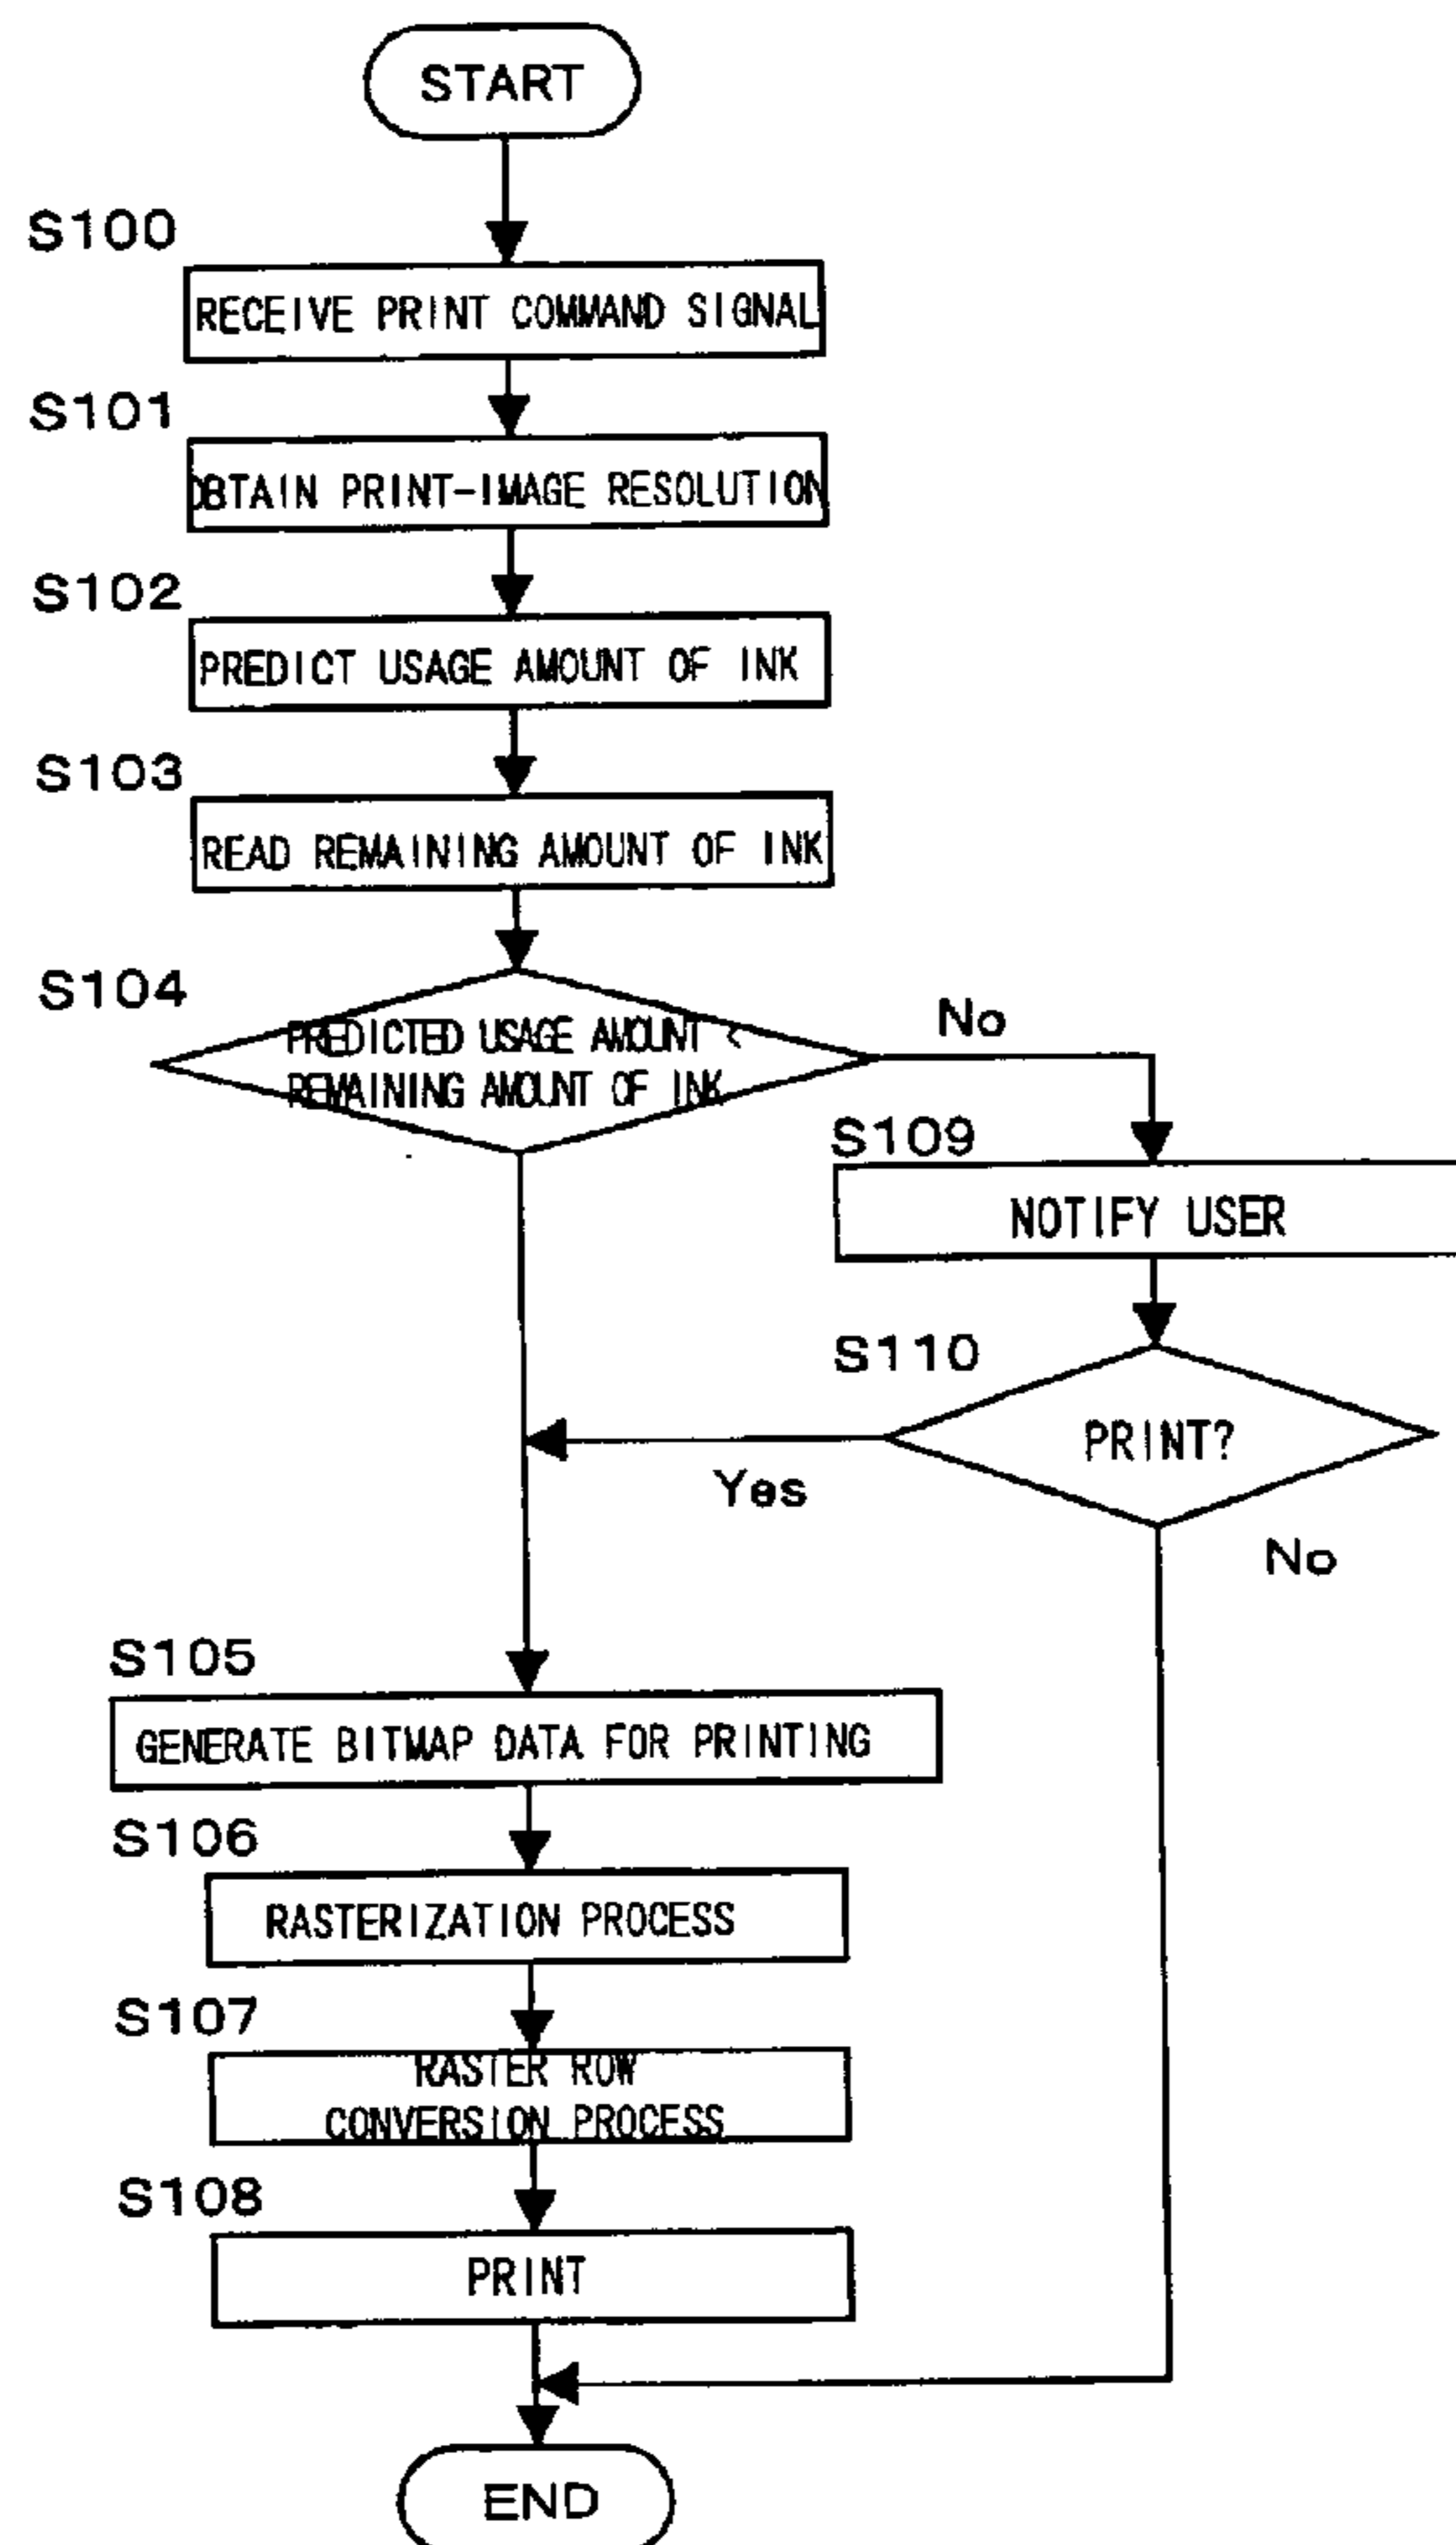 START
S100
RECEIVE PRINT COMMAND SIGNAL
S101
OBTAIN PRINT-IMAGE RESOLUTION
S102
PREDICT USAGE AMOUNT OF INK
S103
READ REMAINING AMOUNT OF INK
S104
PREDICTED USAGE AMOUNT <
REMAINING AMOUNT OF INK
No
S109
NOTIFY USER
S110
PRINT?
Yes
No
S105
GENERATE BITMAP DATA FOR PRINTING
S106
RASTERIZATION PROCESS
S107
RASTER ROW
CONVERSION PROCESS
S108
PRINT
END